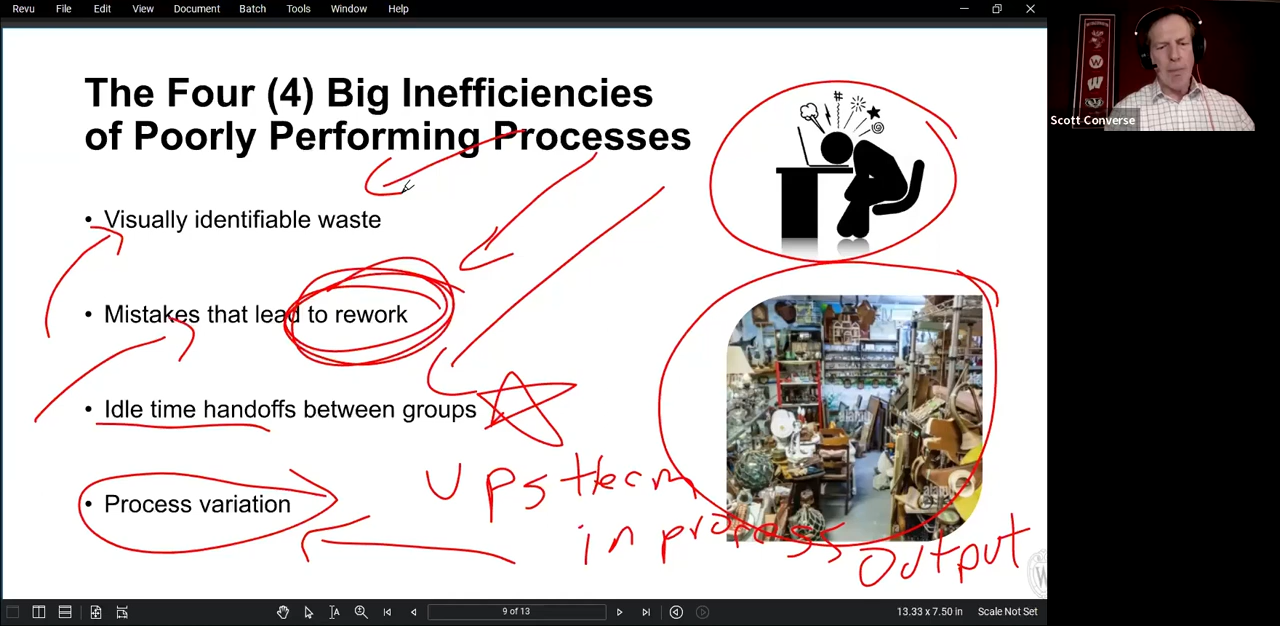 Revu File Edit View Document Batch Tools Window Help
The Four (4) Big Inefficiencies
of Poorly Performing Processes
#
• Visually identifiable waste
• Mistakes that lead to rework
• Idle time handoffs between groups
• Process variation
Upstream
in process
Output
alamy
alamy
W
W
W
Scott Converse
9 of 13
13.33 x 7.50 in Scale Not Set